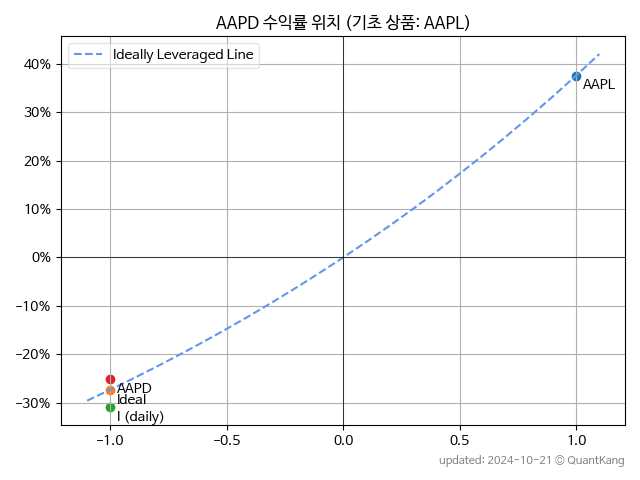 AAPD 수익률 위치 (기초 상품: AAPL)
Ideally Leveraged Line
40%
30%
20%
10%
0%
−10%
−20%
−30%
AAPL
AAPD
Ideal
l (daily)
−1.0
−0.5
0.0
0.5
1.0
updated: 2024-10-21 © QuantKang